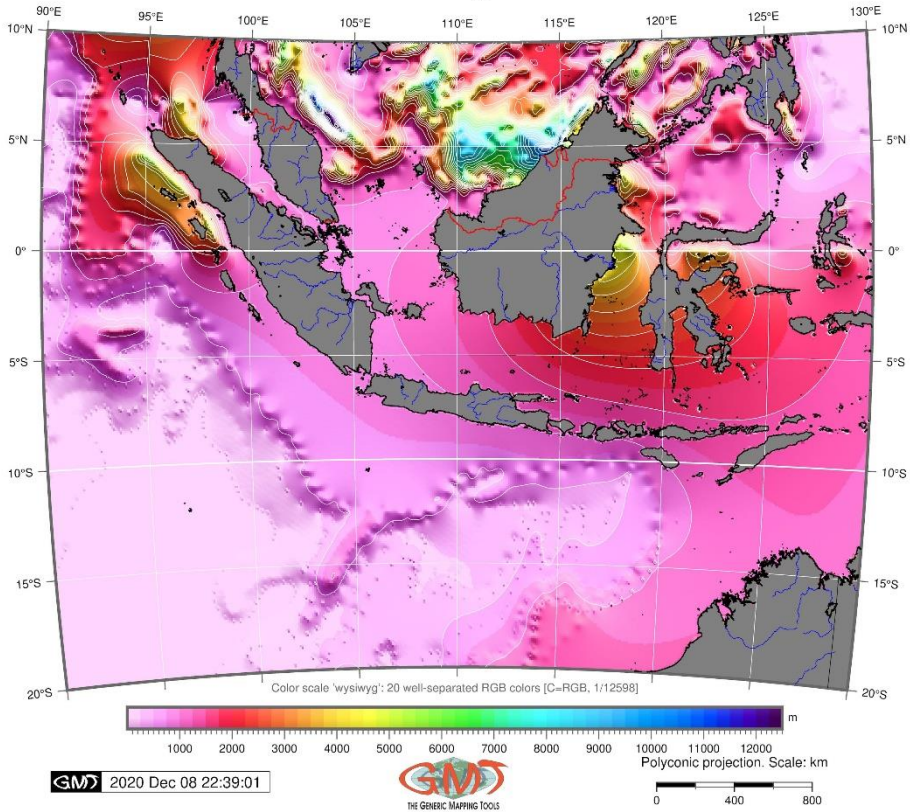 90°E 95°E 100°E 105°E 110°E 115°E 120°E 125°E 130°E
10°N 10°N
5°N 5°N
0° 0°
5°S 5°S
10°S 10°S
15°S 15°S
20°S 20°S
Color scale 'wysiwyg': 20 well-separated RGB colors [C=RGB, 1/12598]
m
1000 2000 3000 4000 5000 6000 7000 8000 9000 10000 11000 12000
Polyconic projection. Scale: km
0 400 800
GMT 2020 Dec 08 22:39:01
GMT
THE GENERIC MAPPING TOOLS